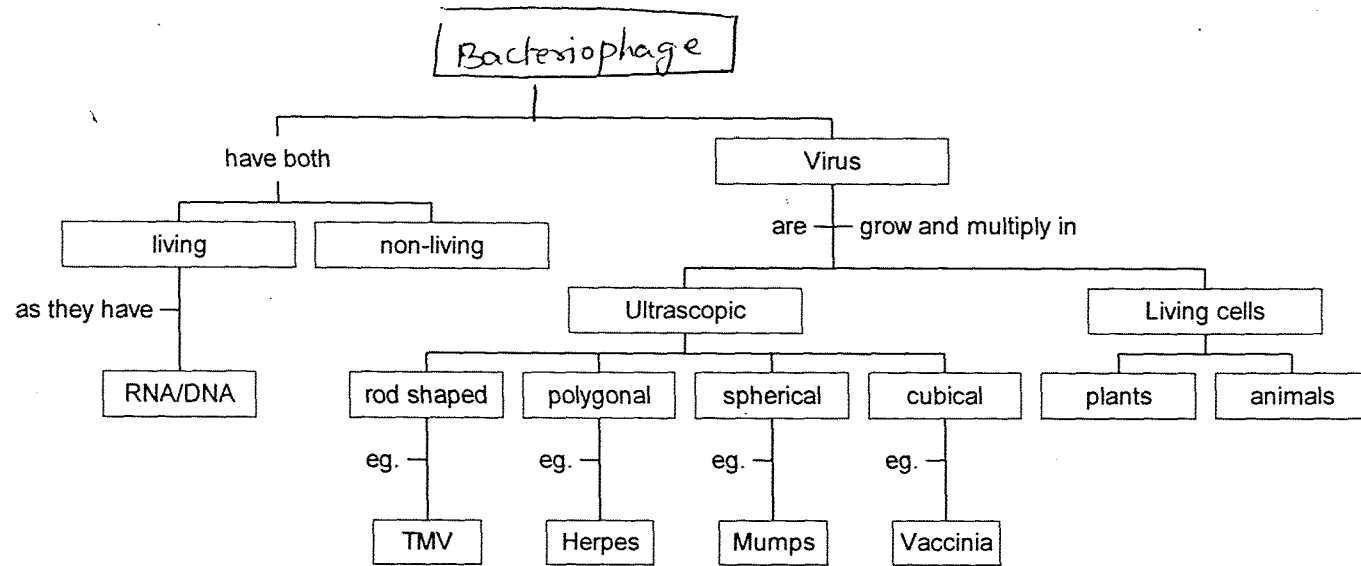 Bacteriophage
have both
Virus
are
grow and multiply in
living
non-living
as they have
Ultrascopic
Living cells
RNA/DNA
rod shaped
polygonal
spherical
cubical
plants
animals
eg.
eg.
eg.
eg.
TMV
Herpes
Mumps
Vaccinia